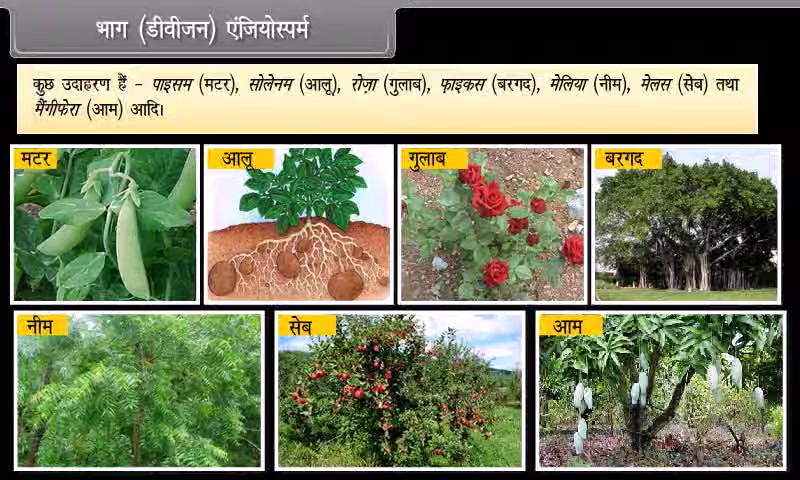 भाग (डीवीजन) एंजियोस्पर्म
कुछ उदाहरण हैं - पाइसम (मटर), सोलेनम (आलू), रोज़ा (गुलाब), फ़ाइकस (बरगद), मेलिया (नीम), मेलस (सेब) तथा
मैंगीफेरा (आम) आदि।
मटर
आलू
गुलाब
बरगद
नीम
सेब
आम